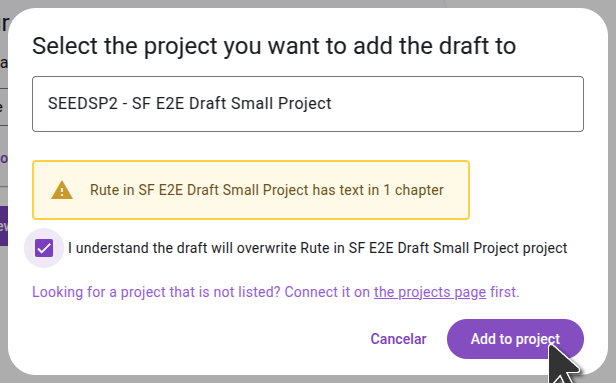 Select the project you want to add the draft to
SEEDSP2 - SF E2E Draft Small Project
Rute in SF E2E Draft Small Project has text in 1 chapter
I understand the draft will overwrite Rute in SF E2E Draft Small Project project
Looking for a project that is not listed? Connect it on the projects page first.
Cancelar
Add to project